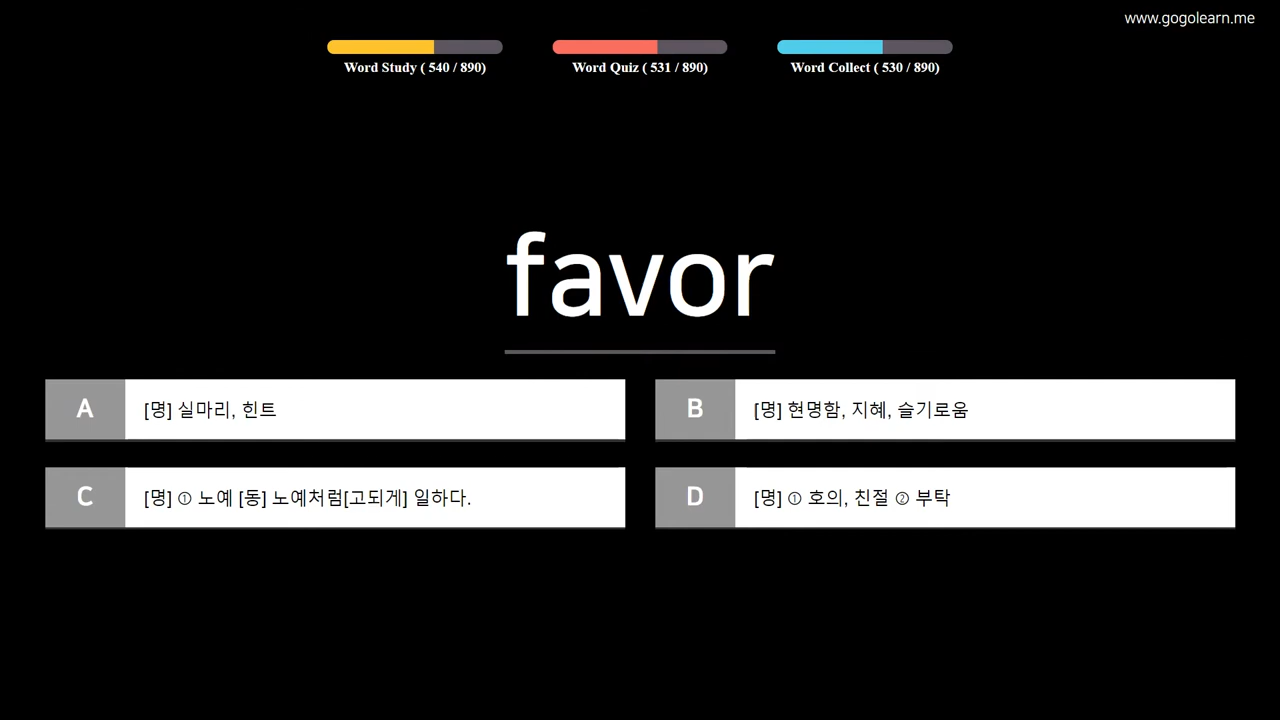 www.gogolearn.me
Word Study ( 540 / 890)
Word Quiz ( 531 / 890)
Word Collect ( 530 / 890)
favor
A [명] 실마리, 힌트
B [명] 현명함, 지혜, 슬기로움
C [명] ① 노예 [동] 노예처럼[고되게] 일하다.
D [명] ① 호의, 친절 ② 부탁